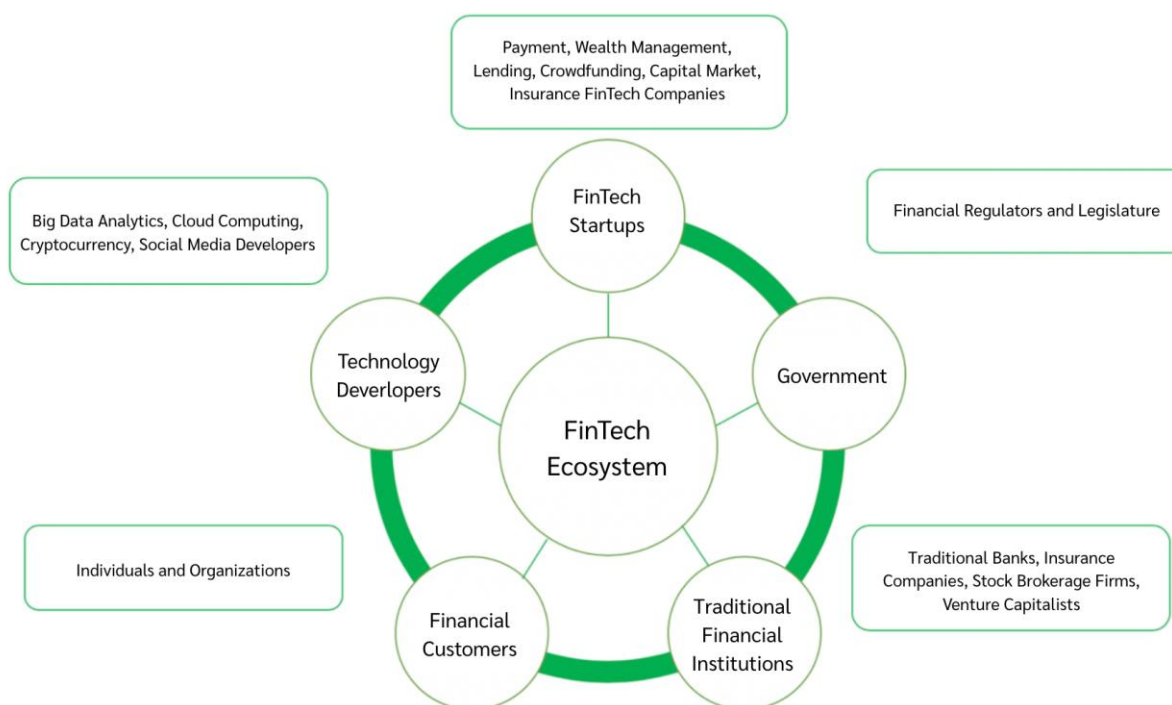 Payment, Wealth Management,
Lending, Crowdfunding, Capital Market,
Insurance FinTech Companies
FinTech
Startups
Big Data Analytics, Cloud Computing,
Cryptocurrency, Social Media Developers
Financial Regulators and Legislature
Technology
Deverlopers
Government
FinTech
Ecosystem
Individuals and Organizations
Traditional Banks, Insurance
Companies, Stock Brokerage Firms,
Venture Capitalists
Financial
Customers
Traditional
Financial
Institutions